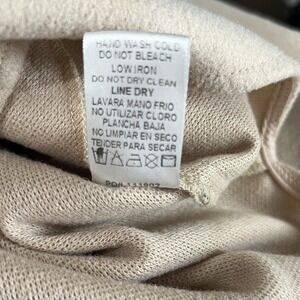 HAND WASH COLD
DO NOT BLEACH
LOW IRON
DO NOT DRY CLEAN
LINE DRY
LAVARA MANO FRIO
NO UTILIZAR CLORO
PLANCHA BAJA
NO LIMPIAR EN SECO
TENDER PARA SECAR